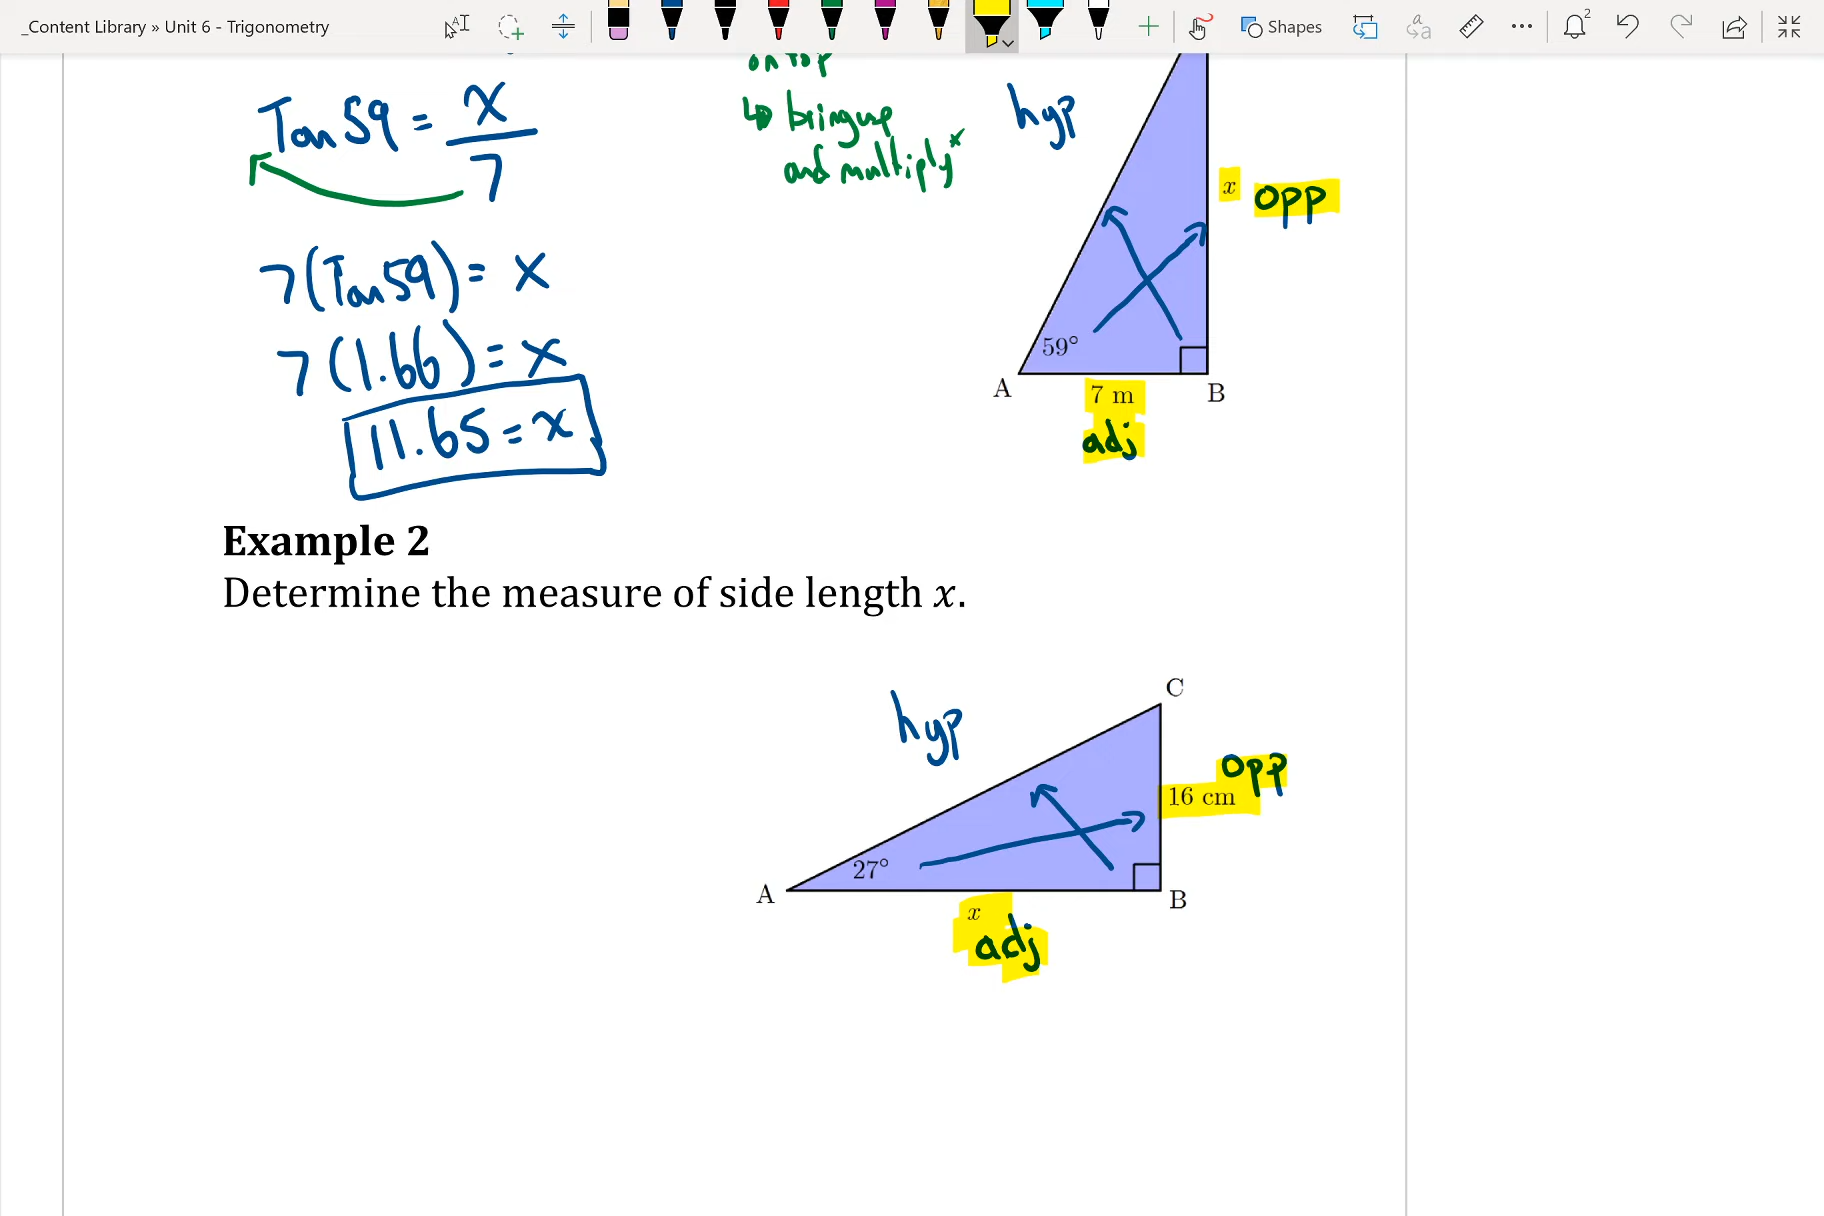 _Content Library » Unit 6 - Trigonometry
Shapes
2
on top
↳ bring up
and multiply x
Tan 59 = x / 7
7(Tan 59) = x
7(1.66) = x
11.65 = x
hyp
x opp
59°
A
7 m
B
adj
Example 2
Determine the measure of side length x.
C
hyp
opp
16 cm
27°
A
B
x
adj